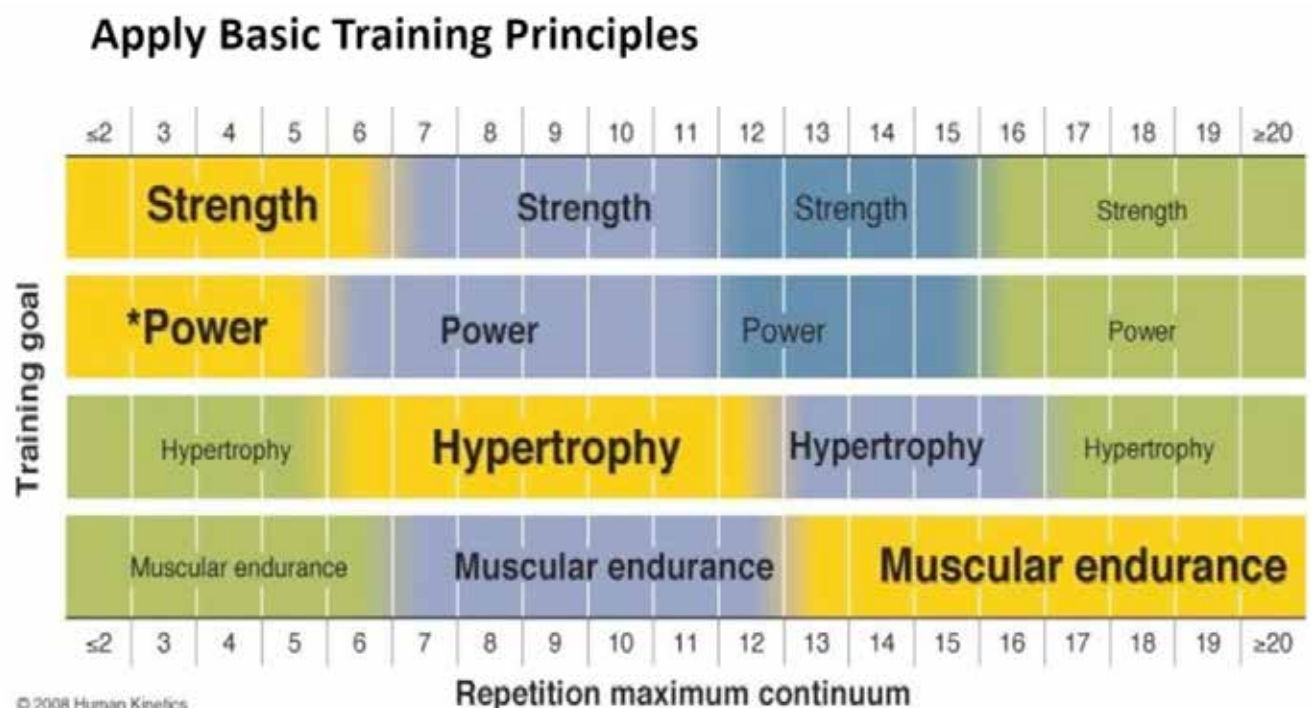 Apply Basic Training Principles
≤2 3 4 5 6 7 8 9 10 11 12 13 14 15 16 17 18 19 ≥20
Strength Strength Strength Strength
*Power Power Power Power
Training goal
Hypertrophy Hypertrophy Hypertrophy Hypertrophy
Muscular endurance Muscular endurance Muscular endurance
≤2 3 4 5 6 7 8 9 10 11 12 13 14 15 16 17 18 19 ≥20
Repetition maximum continuum
© 2008 Human Kinetics